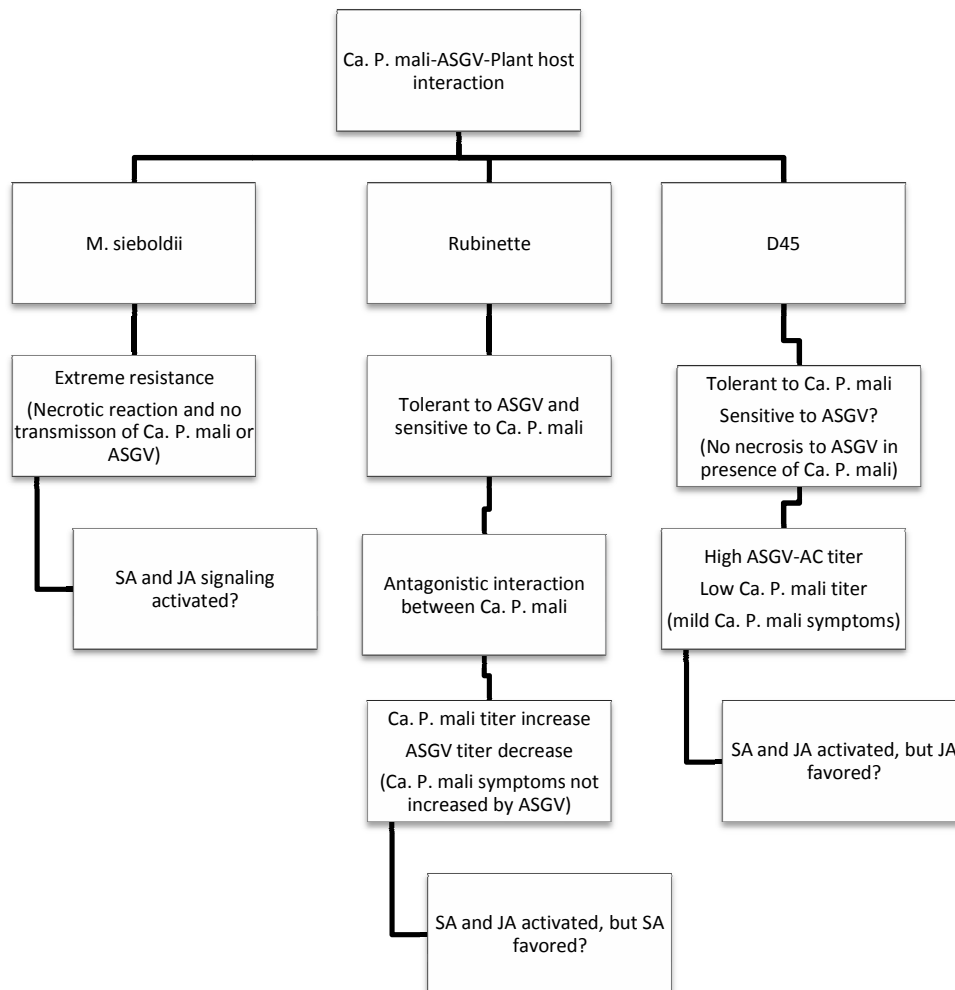 Ca. P. mali-ASGV-Plant host
interaction
M. sieboldii
Rubinette
D45
Extreme resistance
(Necrotic reaction and no
transmisson of Ca. P. mali or
ASGV)
Tolerant to ASGV and
sensitive to Ca. P. mali
Tolerant to Ca. P. mali
Sensitive to ASGV?
(No necrosis to ASGV in
presence of Ca. P. mali)
SA and JA signaling
activated?
Antagonistic interaction
between Ca. P. mali
High ASGV-AC titer
Low Ca. P. mali titer
(mild Ca. P. mali symptoms)
Ca. P. mali titer increase
ASGV titer decrease
(Ca. P. mali symptoms not
increased by ASGV)
SA and JA activated, but JA
favored?
SA and JA activated, but SA
favored?